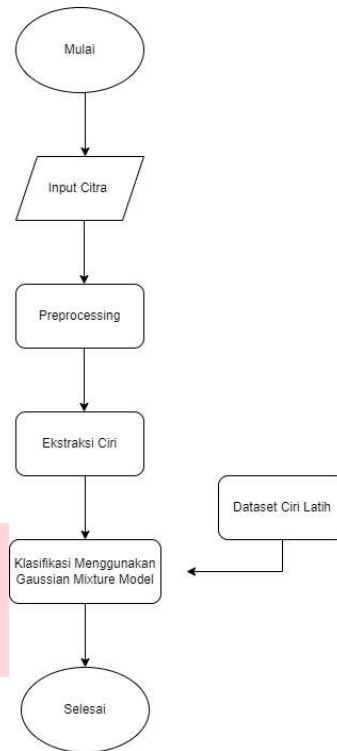 Mulai
Input Citra
Preprocessing
Ekstraksi Ciri
Dataset Ciri Latih
Klasifikasi Menggunakan
Gaussian Mixture Model
Selesai